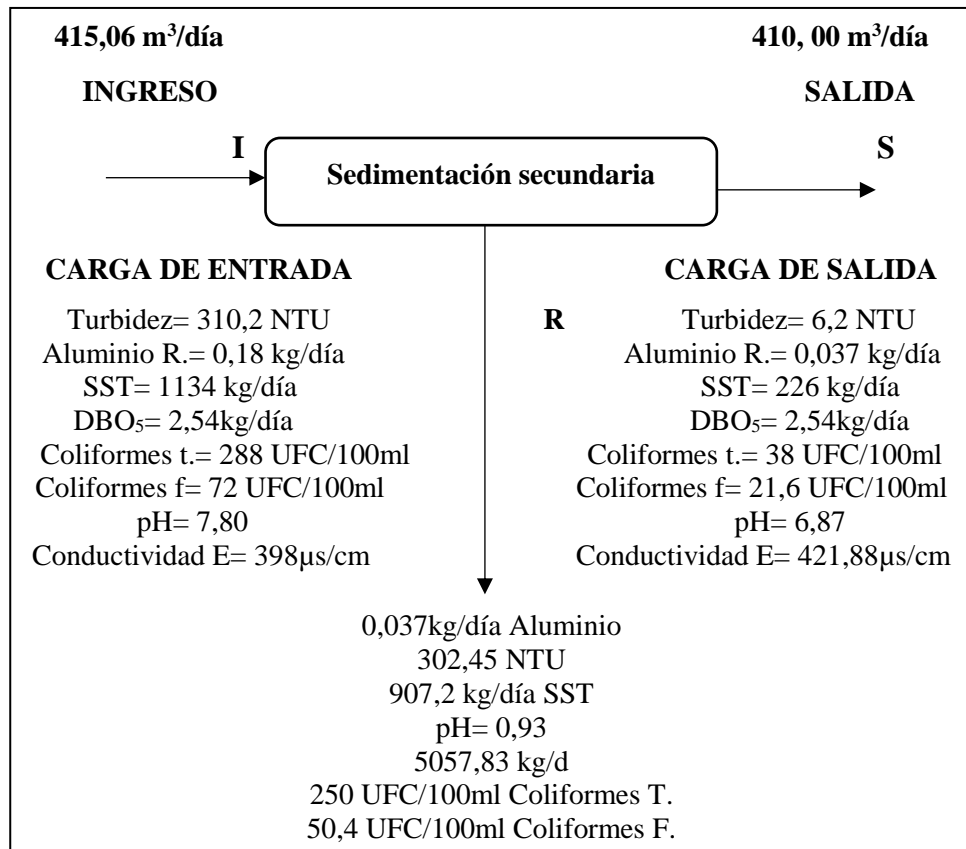 415,06 m³/día
410, 00 m³/día
INGRESO
SALIDA
I
S
Sedimentación secundaria
CARGA DE ENTRADA
Turbidez= 310,2 NTU
Aluminio R.= 0,18 kg/día
SST= 1134 kg/día
DBO₅= 2,54kg/día
Coliformes t.= 288 UFC/100ml
Coliformes f= 72 UFC/100ml
pH= 7,80
Conductividad E= 398µs/cm
R
CARGA DE SALIDA
Turbidez= 6,2 NTU
Aluminio R.= 0,037 kg/día
SST= 226 kg/día
DBO₅= 2,54kg/día
Coliformes t.= 38 UFC/100ml
Coliformes f= 21,6 UFC/100ml
pH= 6,87
Conductividad E= 421,88µs/cm
0,037kg/día Aluminio
302,45 NTU
907,2 kg/día SST
pH= 0,93
5057,83 kg/d
250 UFC/100ml Coliformes T.
50,4 UFC/100ml Coliformes F.